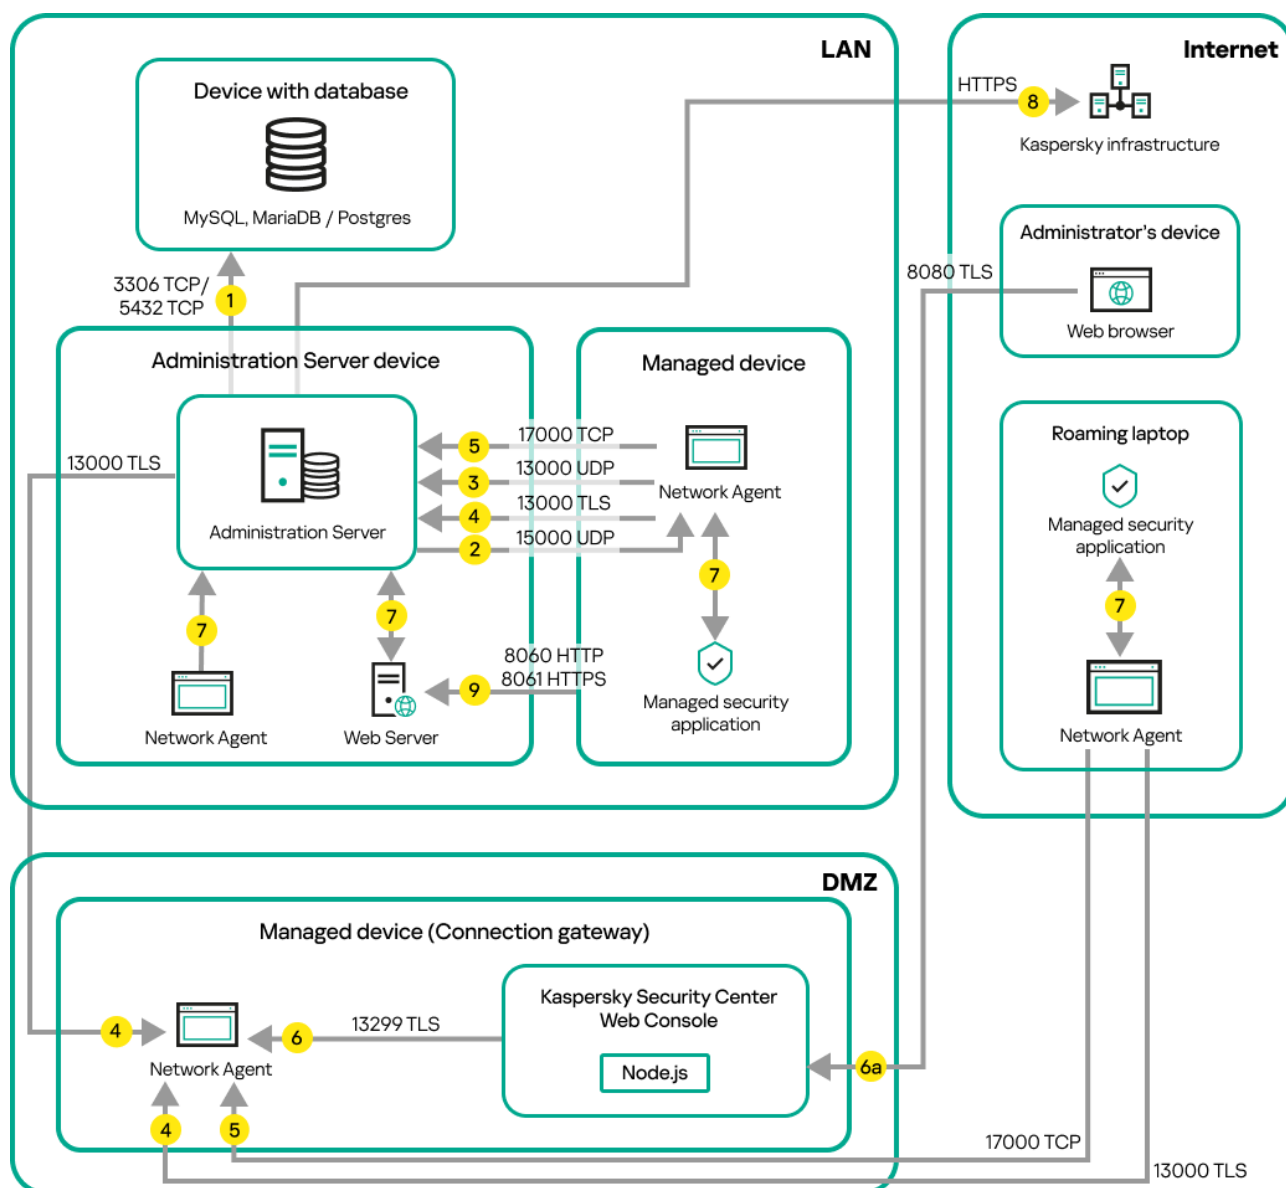 LAN
Device with database
MySQL, MariaDB / Postgres
3306 TCP/
5432 TCP
1
Administration Server device
Administration Server
13000 TLS
7
Network Agent
7
Web Server
Managed device
5
17000 TCP
3
13000 UDP
4
13000 TLS
2
15000 UDP
Network Agent
7
Managed security
application
8060 HTTP
8061 HTTPS
9
Internet
HTTPS
8
Kaspersky infrastructure
Administrator's device
8080 TLS
Web browser
Roaming laptop
Managed security
application
7
Network Agent
DMZ
Managed device (Connection gateway)
4
Network Agent
6
13299 TLS
Kaspersky Security Center
Web Console
Node.js
6a
4
5
17000 TCP
13000 TLS